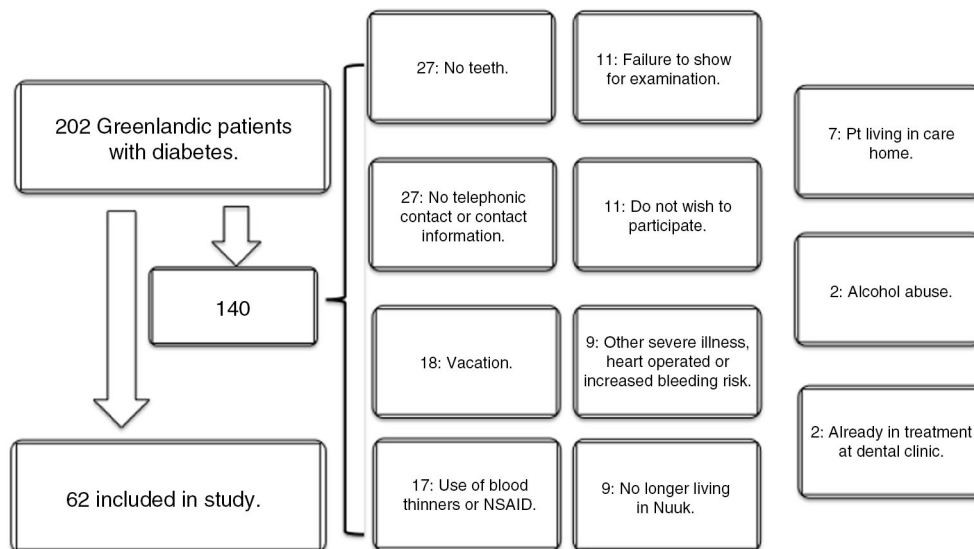 202 Greenlandic patients
with diabetes.
140
62 included in study.
27: No teeth.
27: No telephonic
contact or contact
information.
18: Vacation.
17: Use of blood
thinners or NSAID.
11: Failure to show
for examination.
11: Do not wish to
participate.
9: Other severe illness,
heart operated or
increased bleeding risk.
9: No longer living
in Nuuk.
7: Pt living in care
home.
2: Alcohol abuse.
2: Already in treatment
at dental clinic.